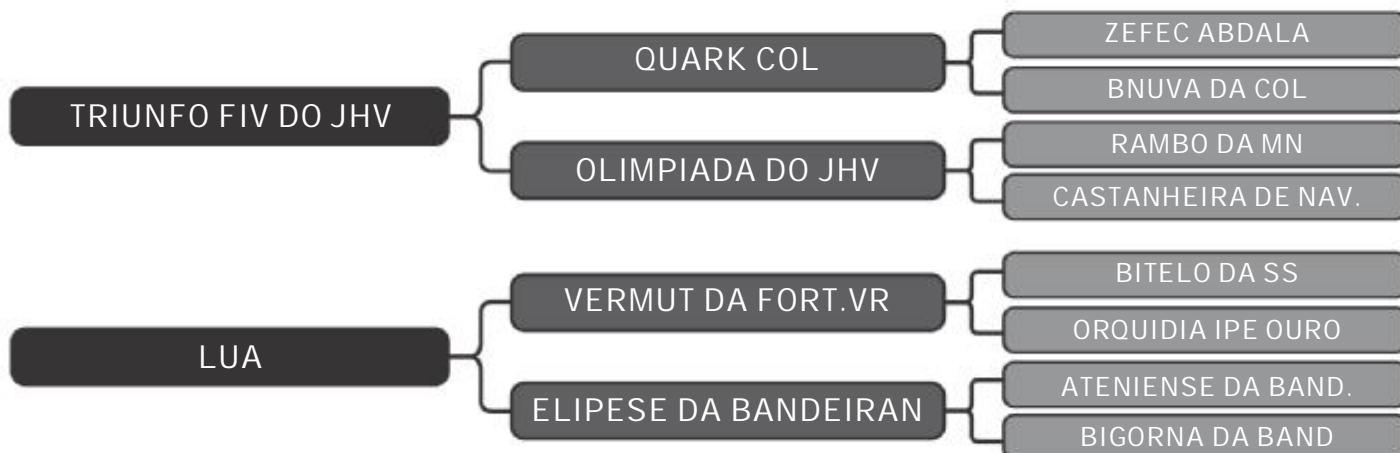 TRIUNFO FIV DO JHV
QUARK COL
ZEFEC ABDALA
BNUVA DA COL
OLIMPIADA DO JHV
RAMBO DA MN
CASTANHEIRA DE NAV.
LUA
VERMUT DA FORT.VR
BITELO DA SS
ORQUIDIA IPE OURO
ELIPESE DA BANDEIRAN
ATENIENSE DA BAND.
BIGORNA DA BAND